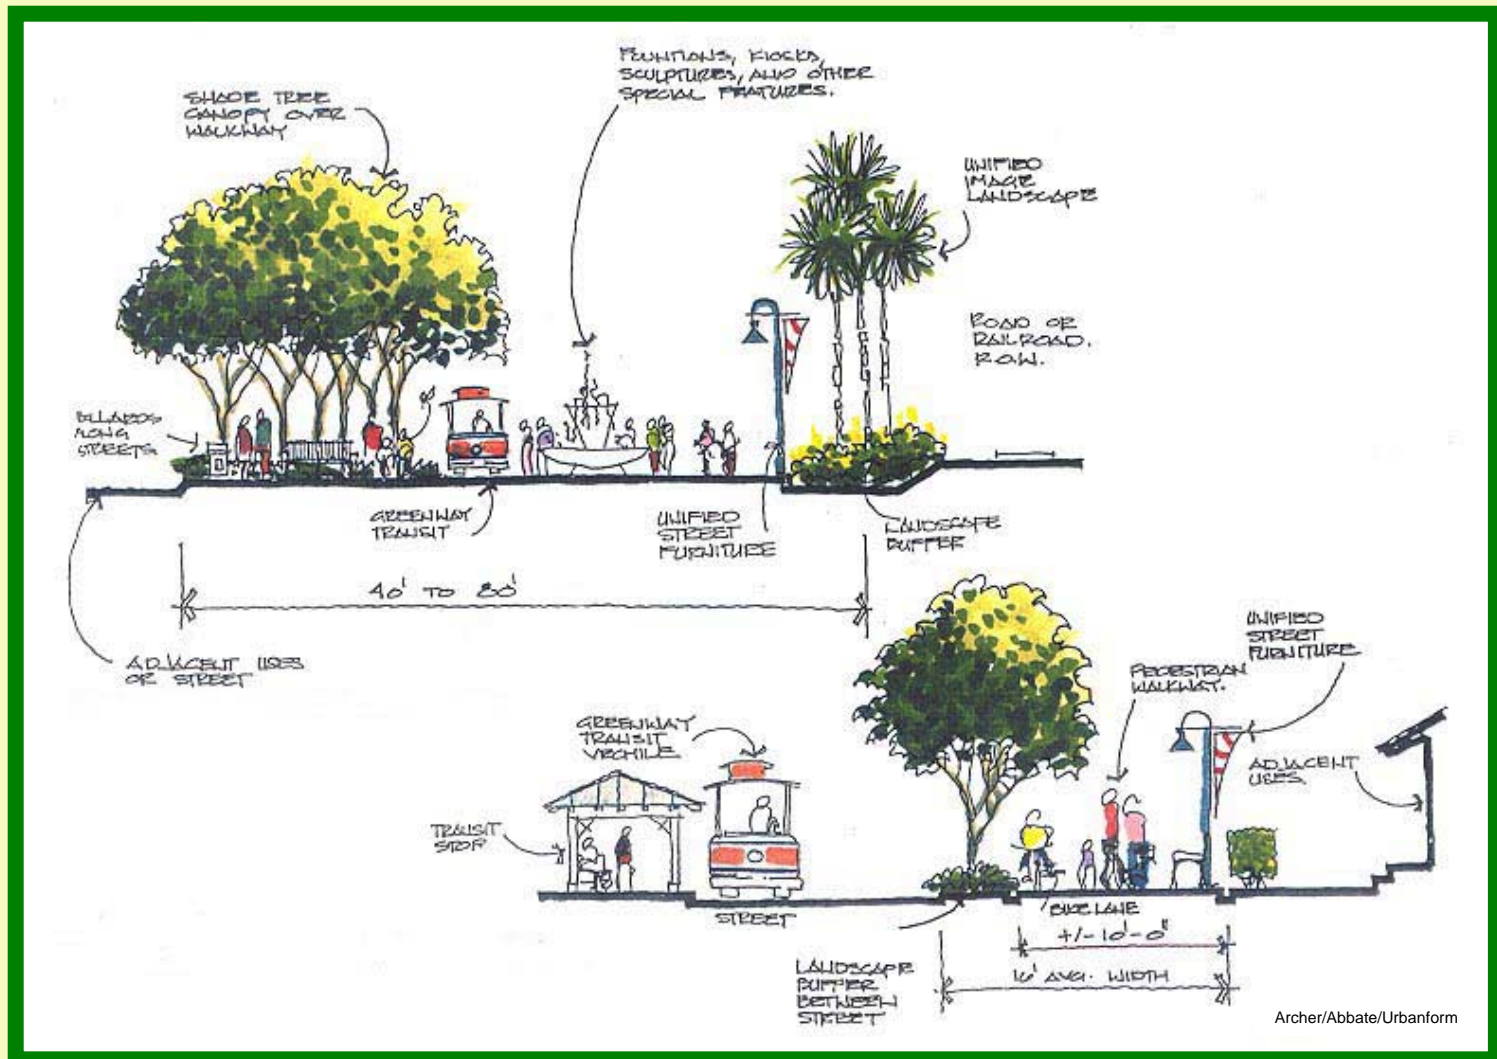 FOUNTIANS, KIOSKS,
SCULPTURES, AND OTHER
SPECIAL FEATURES.
SHADE TREE
CANOPY OVER
WALKWAY
UNIFIED
IMAGE
LANDSCAPE
ROAD OR
RAILROAD.
R.O.W.
BLLARDS
ALONG
STREETS
GREENWAY
TRANSIT
UNIFIED
STREET
FURNITURE
LANDSCAPE
BUFFER
40' TO 80'
ADJACENT USES
OR STREET
UNIFIED
STREET
FURNITURE
PEDESTRIAN
WALKWAY.
GREENWAY
TRANSIT
VECHILE
ADJACENT
USES
TRANSIT
STOP
STREET
BIKE LANE
+/- 10'-0"
16' AVG. WIDTH
LANDSCAPE
BUFFER
BETWEEN
STREET
Archer/Abbate/Urbanform